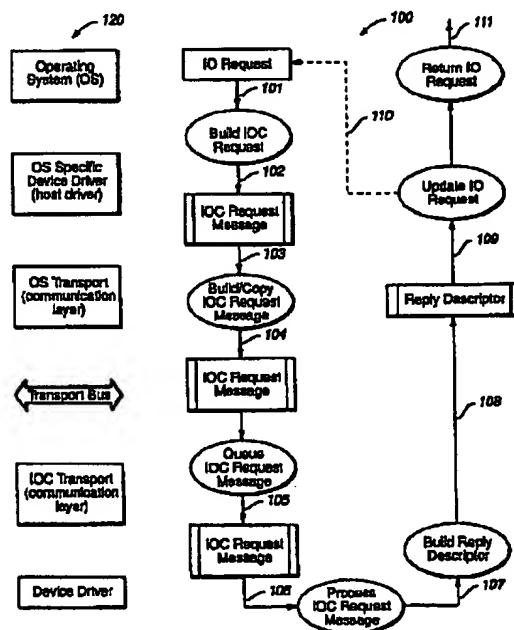 120
Operating
System (OS)
OS Specific
Device Driver
(host driver)
OS Transport
(communication
layer)
Transport Bus
IOC Transport
(communication
layer)
Device Driver
100
IO Request
101
Build IOC
Request
102
IOC Request
Message
103
Build/Copy
IOC Request
Message
104
IOC Request
Message
Queue
IOC Request
Message
105
IOC Request
Message
106
Process
IOC Request
Message
107
Build Reply
Descriptor
108
Reply Descriptor
109
Update IO
Request
110
Return IO
Request
111